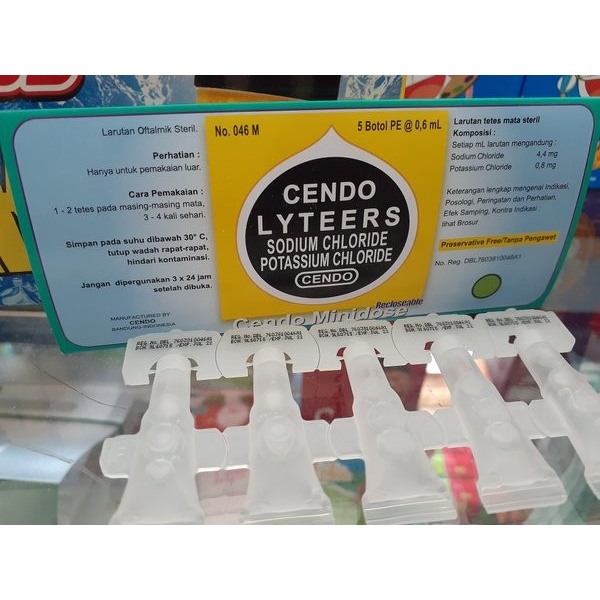 Larutan Oftalmik Steril.
Perhatian :
Hanya untuk pemakaian luar.
Cara Pemakaian :
1 - 2 tetes pada masing-masing mata,
3 - 4 kali sehari.
Simpan pada suhu dibawah 30° C,
tutup wadah rapat-rapat,
hindari kontaminasi.
Jangan dipergunakan 3 x 24 jam
setelah dibuka.
MANUFACTURED BY
CENDO
BANDUNG-INDONESIA
No. 046 M
5 Botol PE @ 0,6 mL
CENDO
LYTEERS
SODIUM CHLORIDE
POTASSIUM CHLORIDE
CENDO
Recloseable
Cendo Minidose
Larutan tetes mata steril
Komposisi :
Setiap mL larutan mengandung :
Sodium Chloride 4,4 mg
Potassium Chloride 0,8 mg
Keterangan lengkap mengenai Indikasi,
Posologi, Peringatan dan Perhatian,
Efek Samping, Kontra Indikasi :
lihat Brosur
Preservative Free/Tanpa Pengawet
No. Reg. DBL7603810046A1